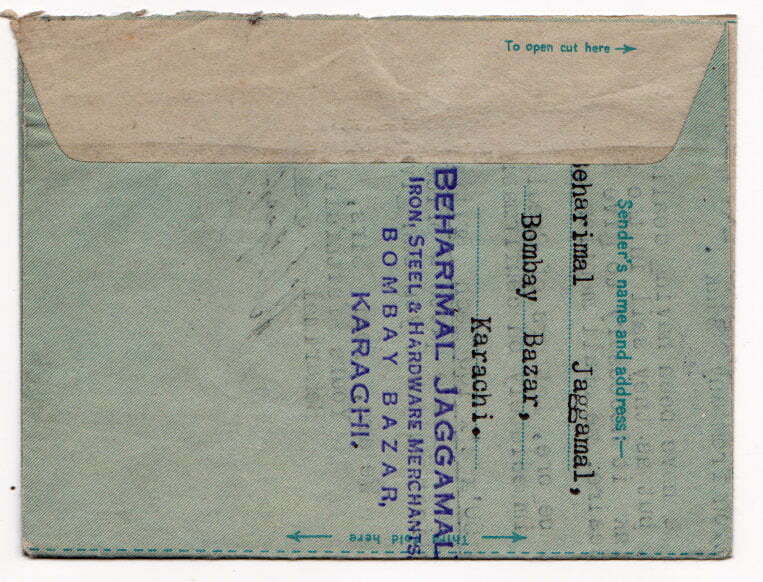 To open cut here →
Sender's name and address:—
Beharimal Jaggamal,
Bombay Bazar,
Karachi.
BEHARIMAL JAGGAMAL
IRON, STEEL & HARDWARE MERCHANTS
BOMBAY BAZAR,
KARACHI.
Third fold here